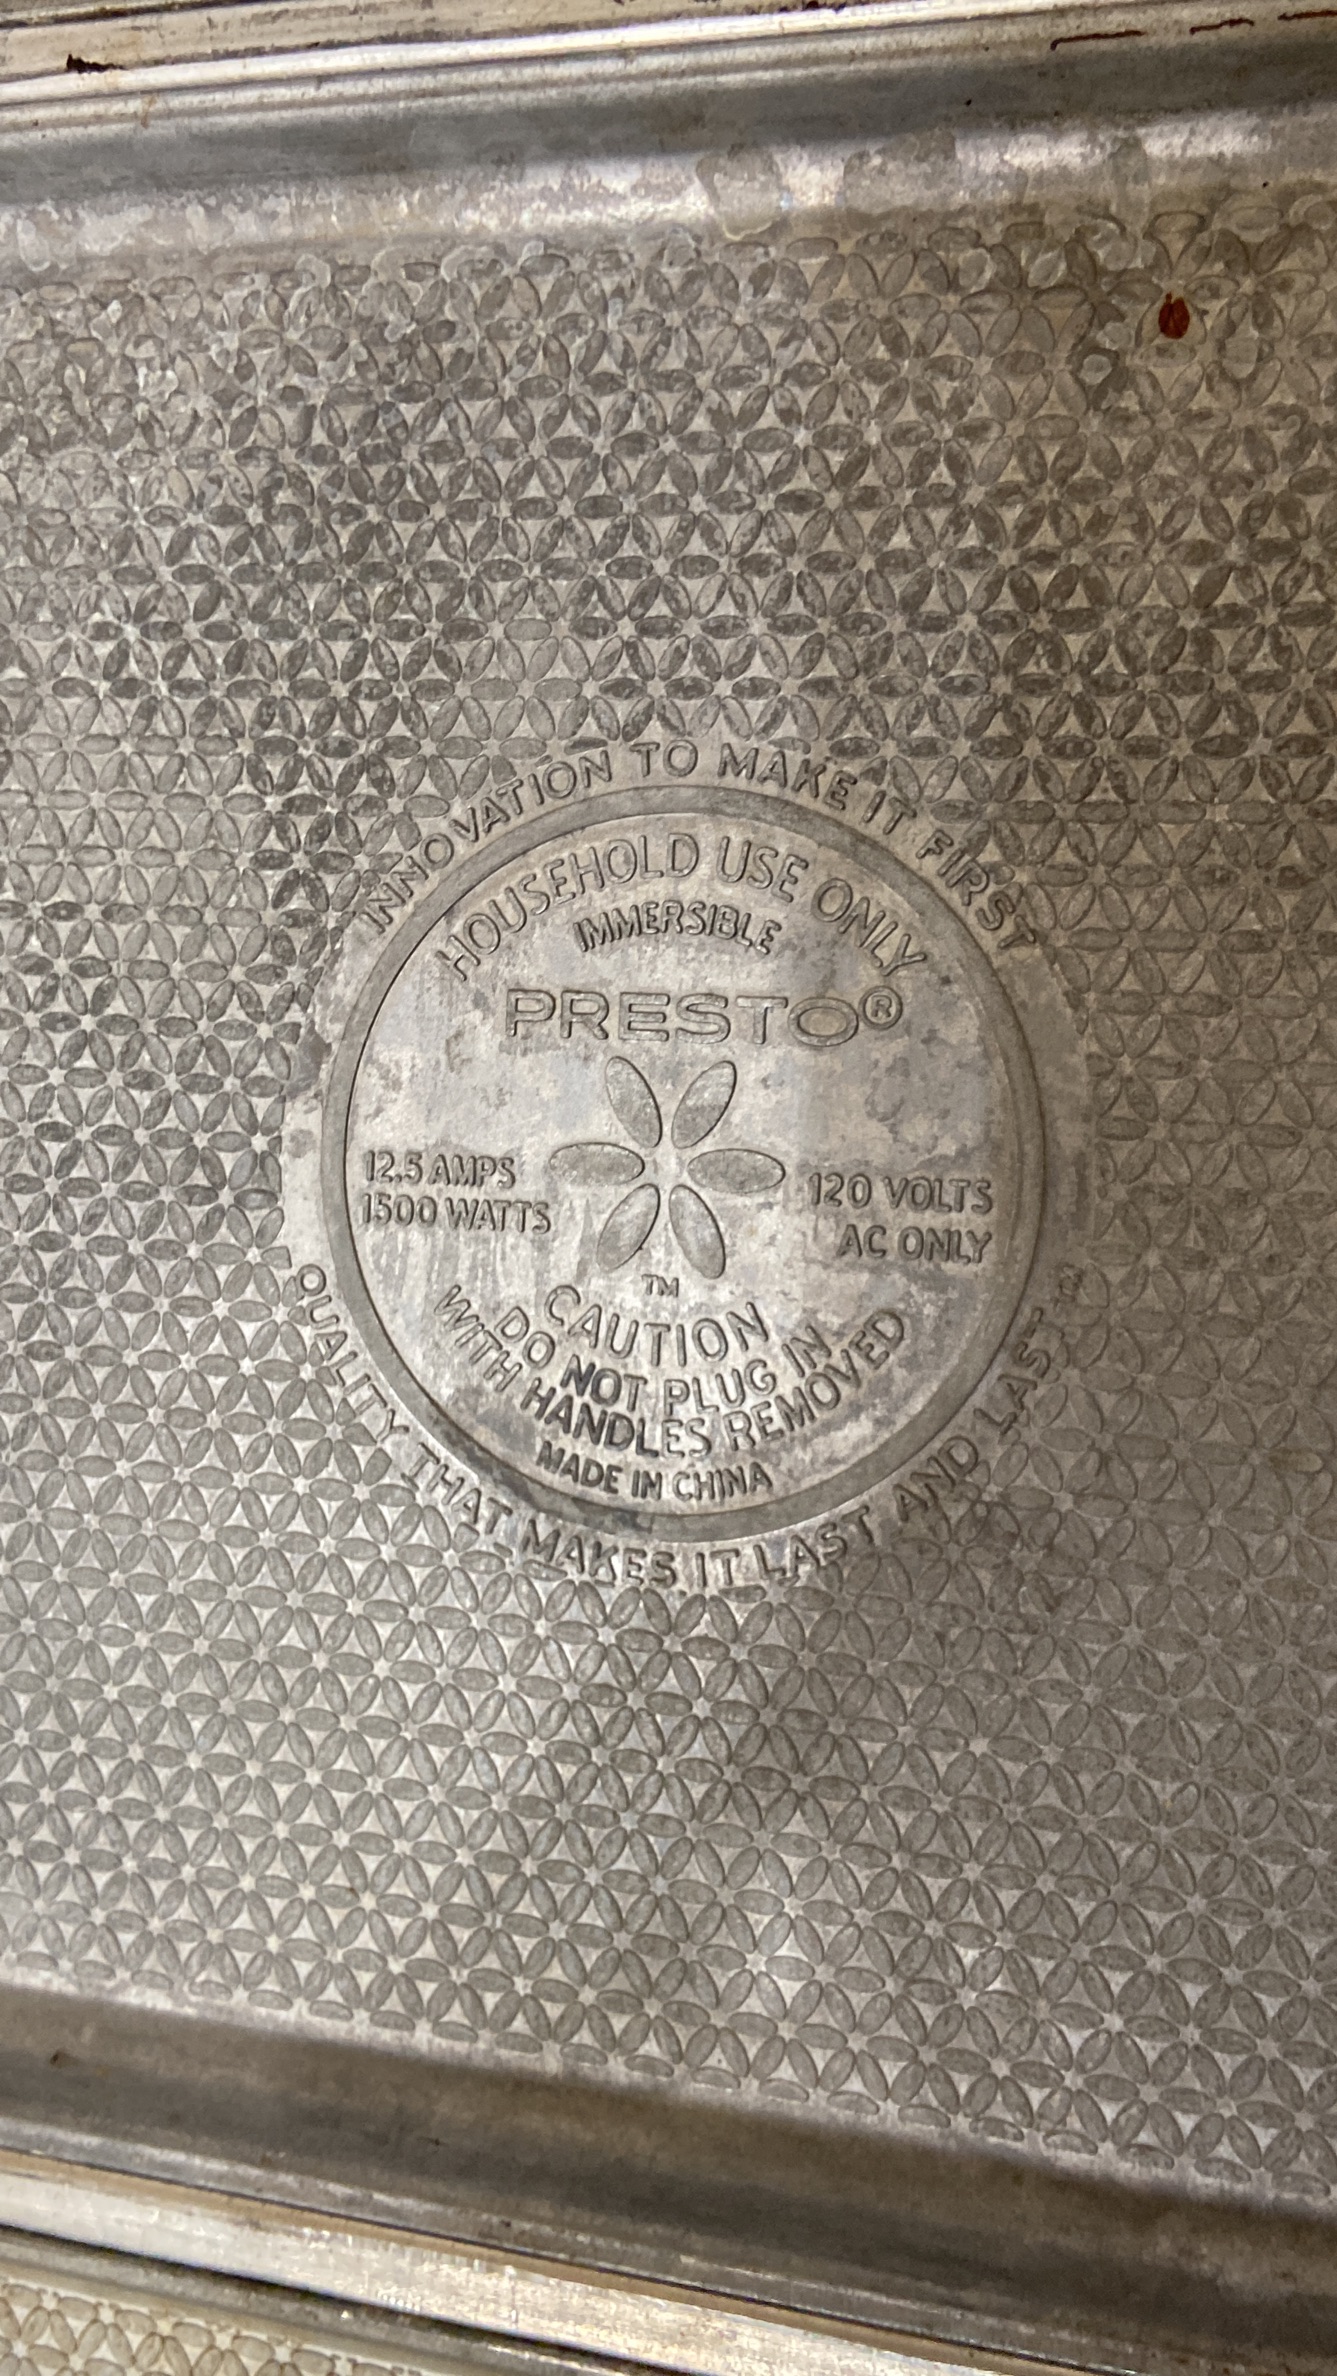 INNOVATION TO MAKE IT FIRST
HOUSEHOLD USE ONLY
IMMERSIBLE
PRESTO®
12.5 AMPS
1500 WATTS
120 VOLTS
AC ONLY
TM
CAUTION
DO NOT PLUG IN
WITH HANDLES REMOVED
MADE IN CHINA
QUALITY THAT MAKES IT LAST AND LAST